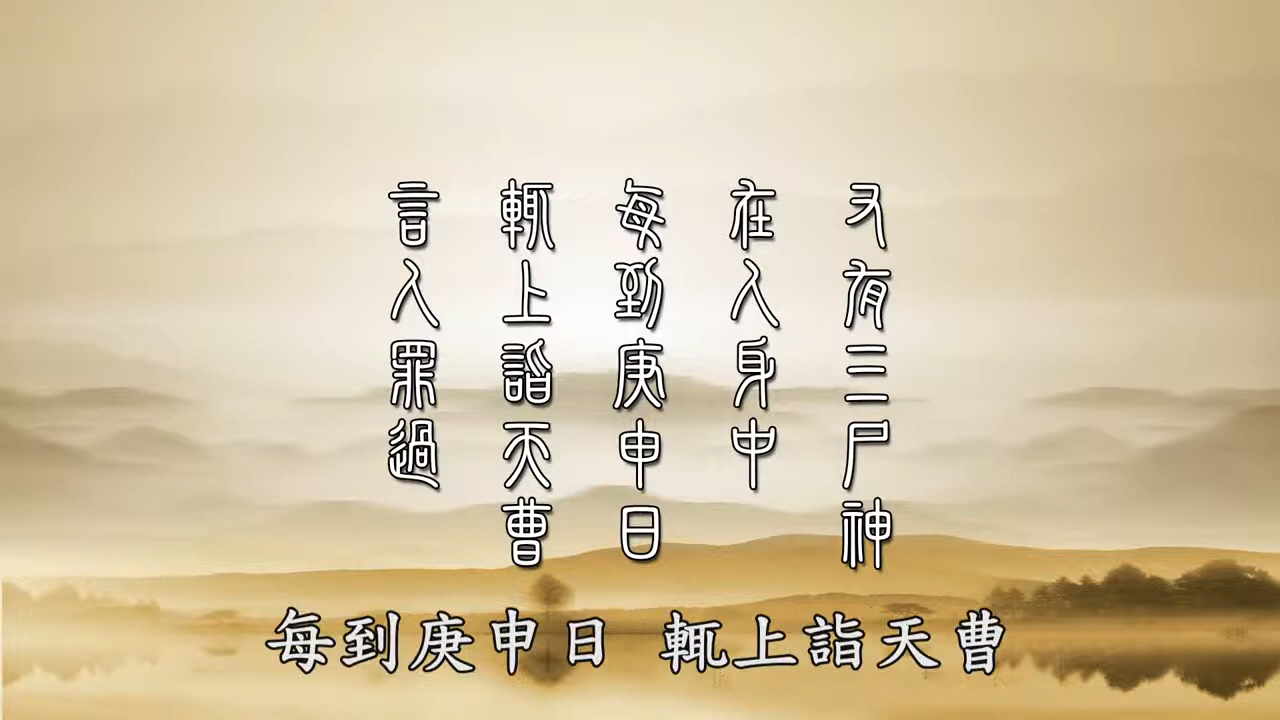 又有三尸神
在人身中
每到庚申日
輒上詣天曹
言人罪過
每到庚申日 輒上詣天曹